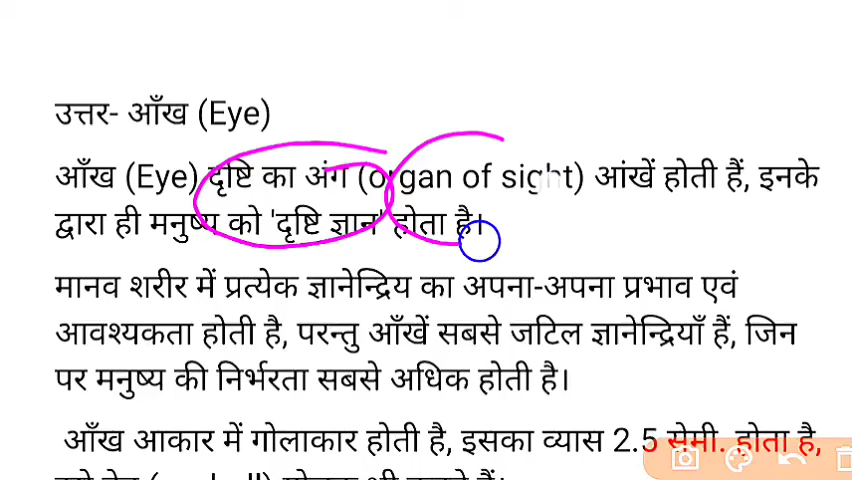 उत्तर- आँख (Eye)
आँख (Eye) दृष्टि का अंग (organ of sight) आंखें होती हैं, इनके
द्वारा ही मनुष्य को 'दृष्टि ज्ञान' होता है।
मानव शरीर में प्रत्येक ज्ञानेन्द्रिय का अपना-अपना प्रभाव एवं
आवश्यकता होती है, परन्तु आँखें सबसे जटिल ज्ञानेन्द्रियाँ हैं, जिन
पर मनुष्य की निर्भरता सबसे अधिक होती है।
आँख आकार में गोलाकार होती है, इसका व्यास 2.5 सेमी. होता है,